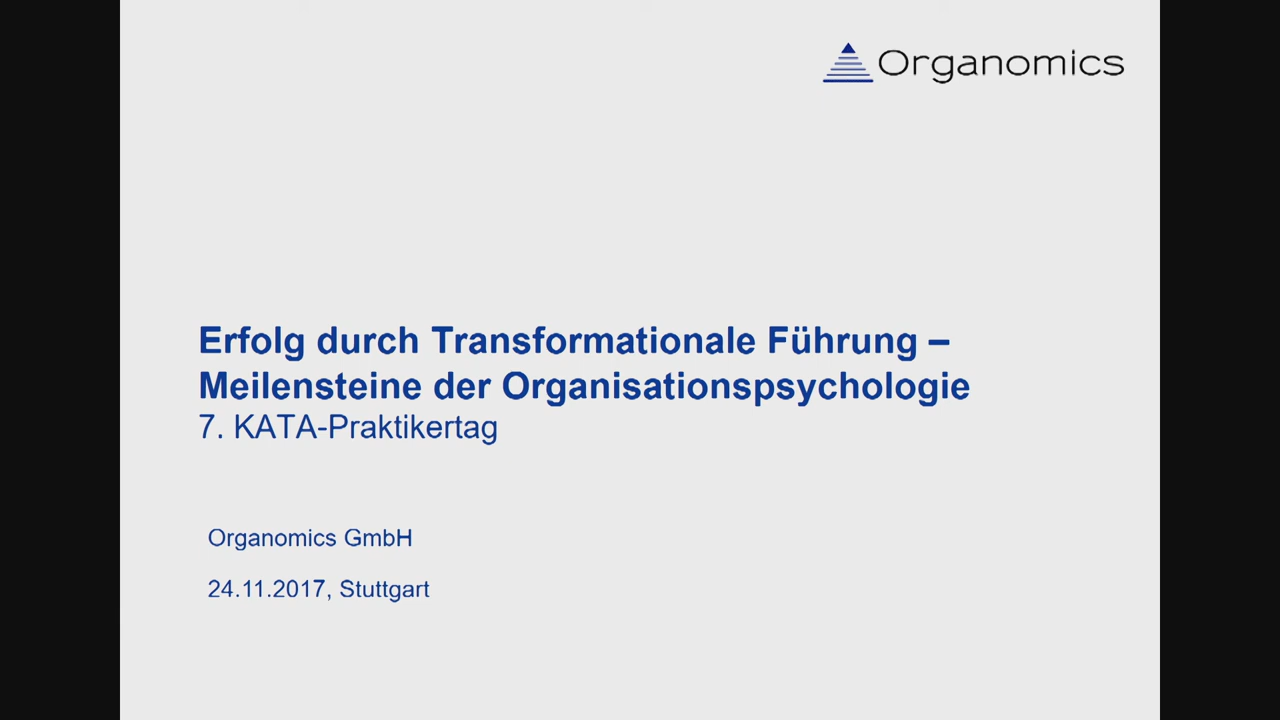 Organomics
Erfolg durch Transformationale Führung –
Meilensteine der Organisationspsychologie
7. KATA-Praktikertag
Organomics GmbH
24.11.2017, Stuttgart